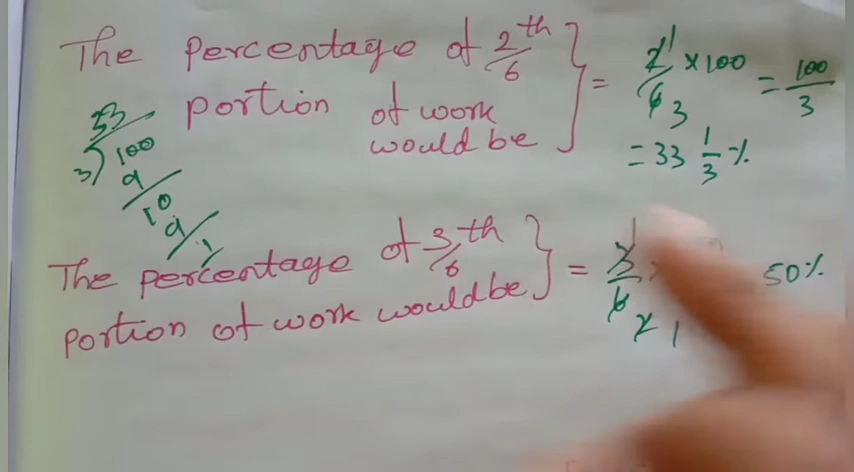 The percentage of 2/6 th } = 2/6 × 100 = 100/3
portion of work
would be
= 33 1/3 %
33
3) 100
9
10
9
1
The percentage of 3/6 th } = 3/6 50%
portion of work would be